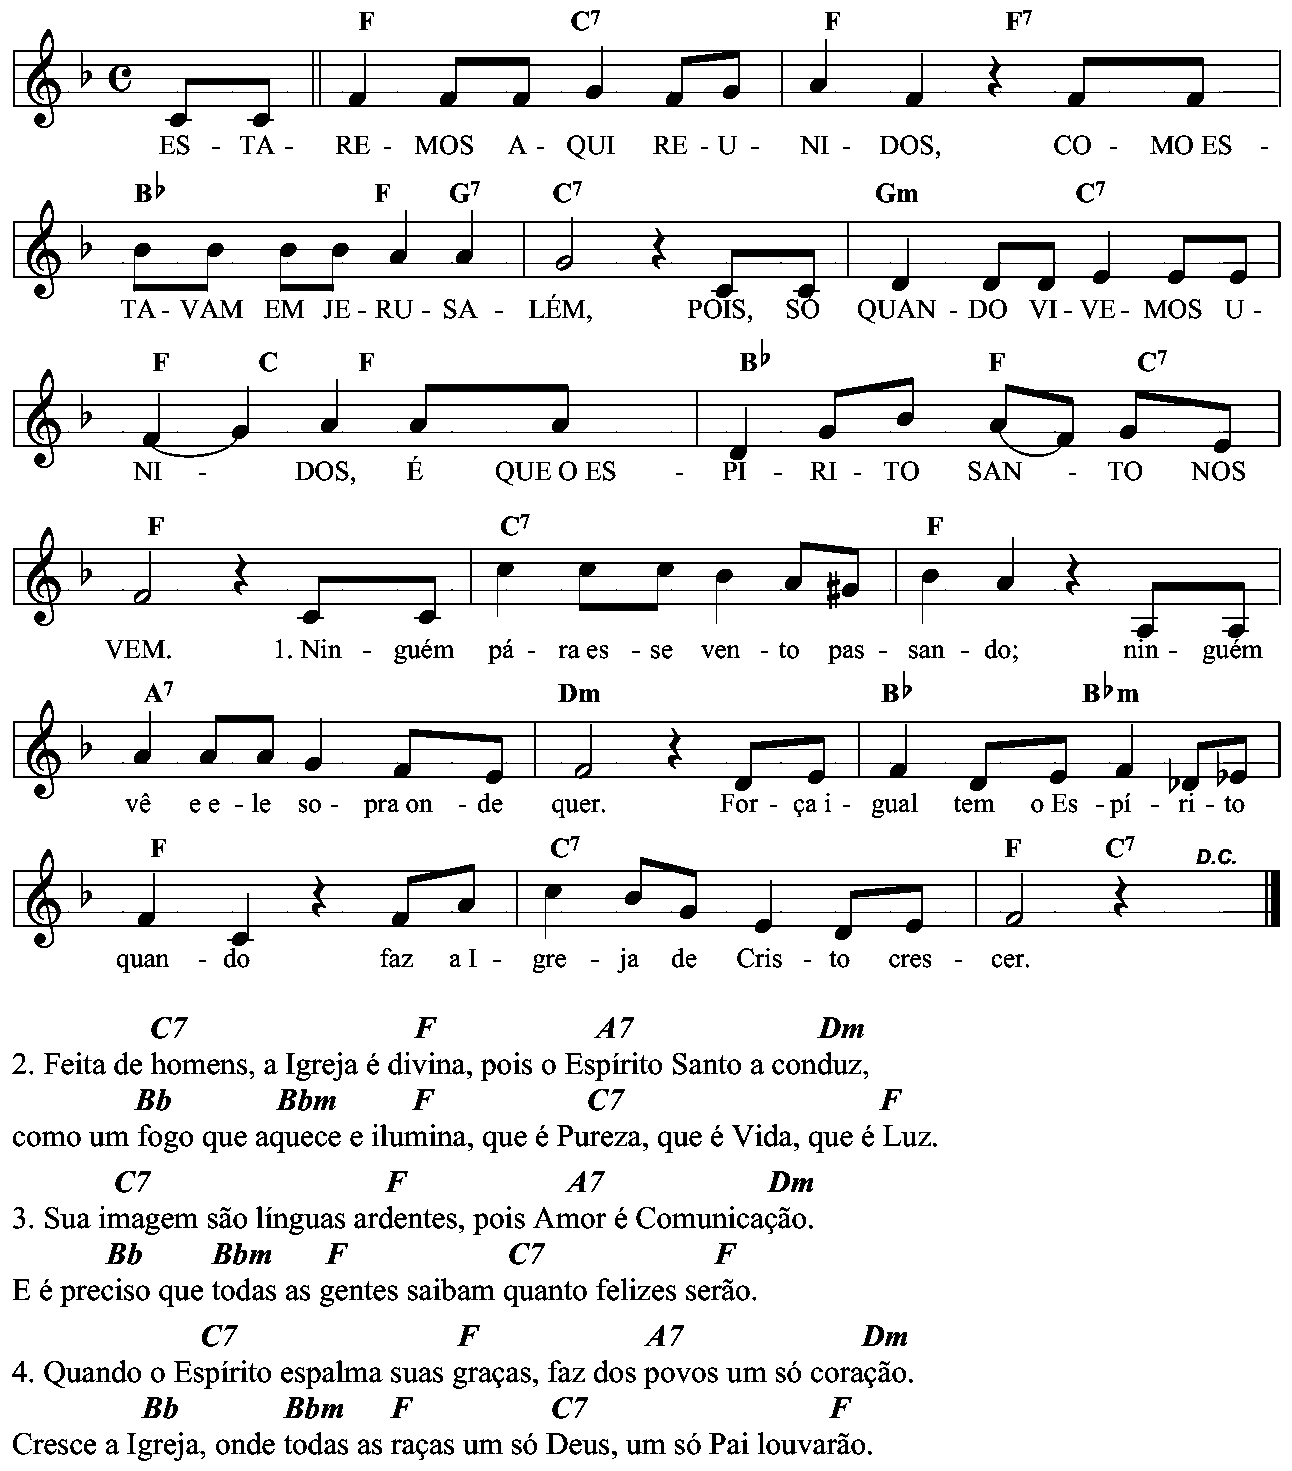 F C7 F F7
ES - TA- RE- MOS A- QUI RE- U - NI - DOS, CO - MO ES -
B♭ F G7 C7 Gm C7
TA- VAM EM JE- RU- SA - LÉM, POIS, SÓ QUAN- DO VI-VE- MOS U-
F C F B♭ F C7
NI - DOS, É QUE O ES - PI- RI- TO SAN - TO NOS
F C7 F
VEM. 1. Nin - guém pá- ra es - se ven - to pas- san - do; nin- guém
A7 Dm B♭ B♭m
vê e e- le so- pra on- de quer. For- ça i- gual tem o Es -pí- ri- to
F C7 F C7 D.C.
quan- do faz a I- gre- ja de Cris- to cres- cer.
C7 F A7 Dm
2. Feita de homens, a Igreja é divina, pois o Espírito Santo a conduz,
Bb Bbm F C7 F
como um fogo que aquece e ilumina, que é Pureza, que é Vida, que é Luz.
C7 F A7 Dm
3. Sua imagem são línguas ardentes, pois Amor é Comunicação.
Bb Bbm F C7 F
E é preciso que todas as gentes saibam quanto felizes serão.
C7 F A7 Dm
4. Quando o Espírito espalma suas graças, faz dos povos um só coração.
Bb Bbm F C7 F
Cresce a Igreja, onde todas as raças um só Deus, um só Pai louvarão.